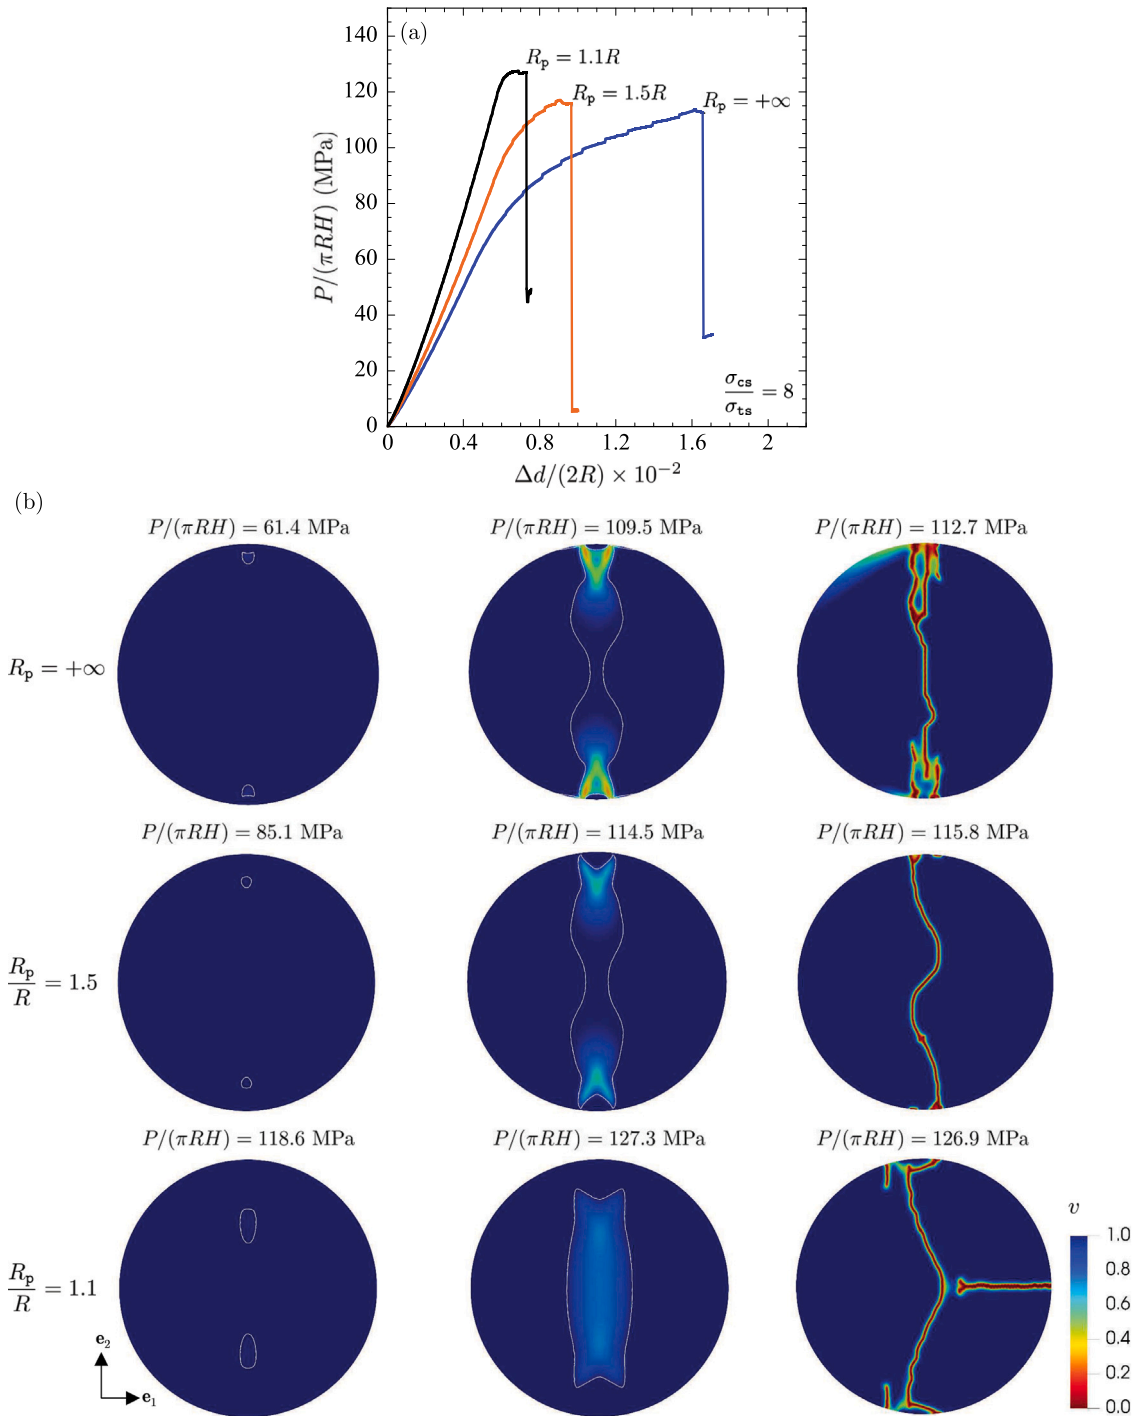 (a)
140
120
100
80
60
40
20
0
P/(πRH) (MPa)
R_p = 1.1R
R_p = 1.5R
R_p = +∞
σ_cs/σ_ts = 8
0 0.4 0.8 1.2 1.6 2
Δd/(2R) × 10⁻²
(b)
P/(πRH) = 61.4 MPa P/(πRH) = 109.5 MPa P/(πRH) = 112.7 MPa
R_p = +∞
P/(πRH) = 85.1 MPa P/(πRH) = 114.5 MPa P/(πRH) = 115.8 MPa
R_p/R = 1.5
P/(πRH) = 118.6 MPa P/(πRH) = 127.3 MPa P/(πRH) = 126.9 MPa
R_p/R = 1.1
e₂
e₁
v
1.0
0.8
0.6
0.4
0.2
0.0